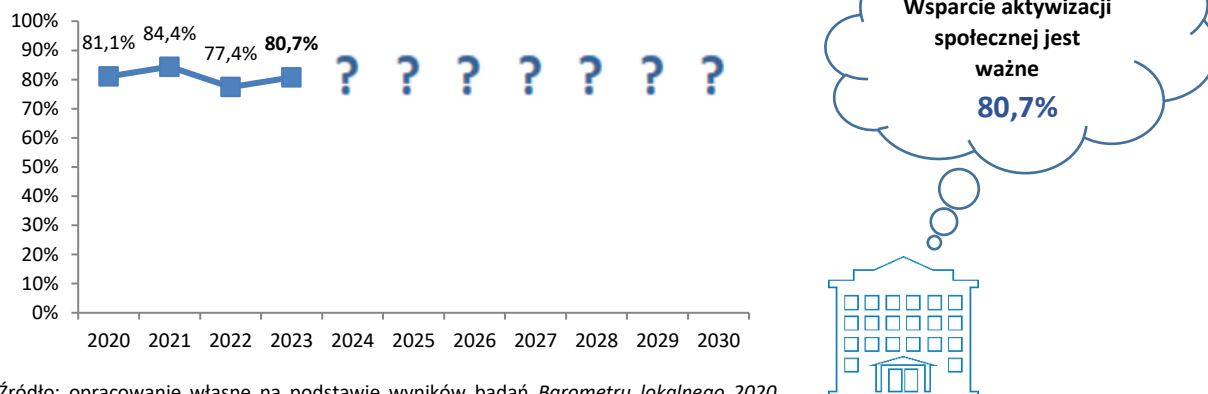 100%
90%
80%
70%
60%
50%
40%
30%
20%
10%
0%
81,1%
84,4%
77,4%
80,7%
? ? ? ? ? ? ?
2020 2021 2022 2023 2024 2025 2026 2027 2028 2029 2030
Wsparcie aktywizacji
społecznej jest
ważne
80,7%
Źródło: opracowanie własne na podstawie wyników badań Barometru lokalnego 2020